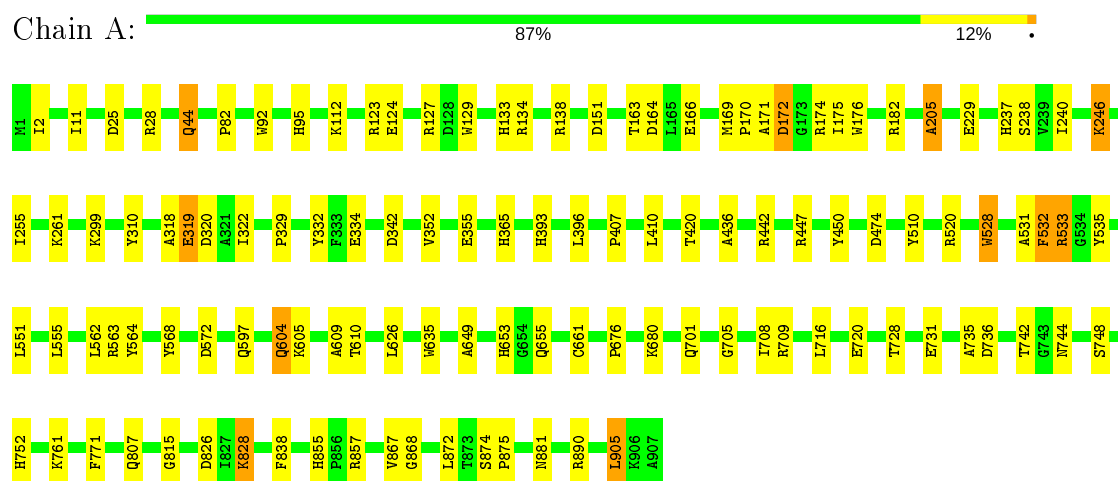 Chain A:
87% 12% •
M1 I2 I11 D25 R28 Q44 P82 W92 H95 K112 R123 E124 R127 D128 W129 H133 R134 R138 D151 T163 D164 L165 E166 M169 P170 A171 D172 G173 R174 I175 W176 R182 A205 E229 H237 S238 V239 I240 K246
I255 K261 K299 Y310 A318 E319 D320 A321 I322 P329 Y332 F333 E334 D342 V352 E355 H365 H393 L396 P407 L410 T420 A436 R442 R447 Y450 D474 Y510 R520 W528 A531 F532 R533 G534 Y535
L551 L555 L562 R563 Y564 Y568 D572 Q597 Q604 K605 A609 T610 L626 W635 A649 H653 G654 Q655 C661 P676 K680 Q701 G705 I708 R709 L716 E720 T728 E731 A735 D736 T742 G743 N744 S748
H752 K761 F771 Q807 G815 D826 I827 K828 F838 H855 P856 R857 V867 G868 L872 T873 S874 P875 N881 R890 L905 K906 A907